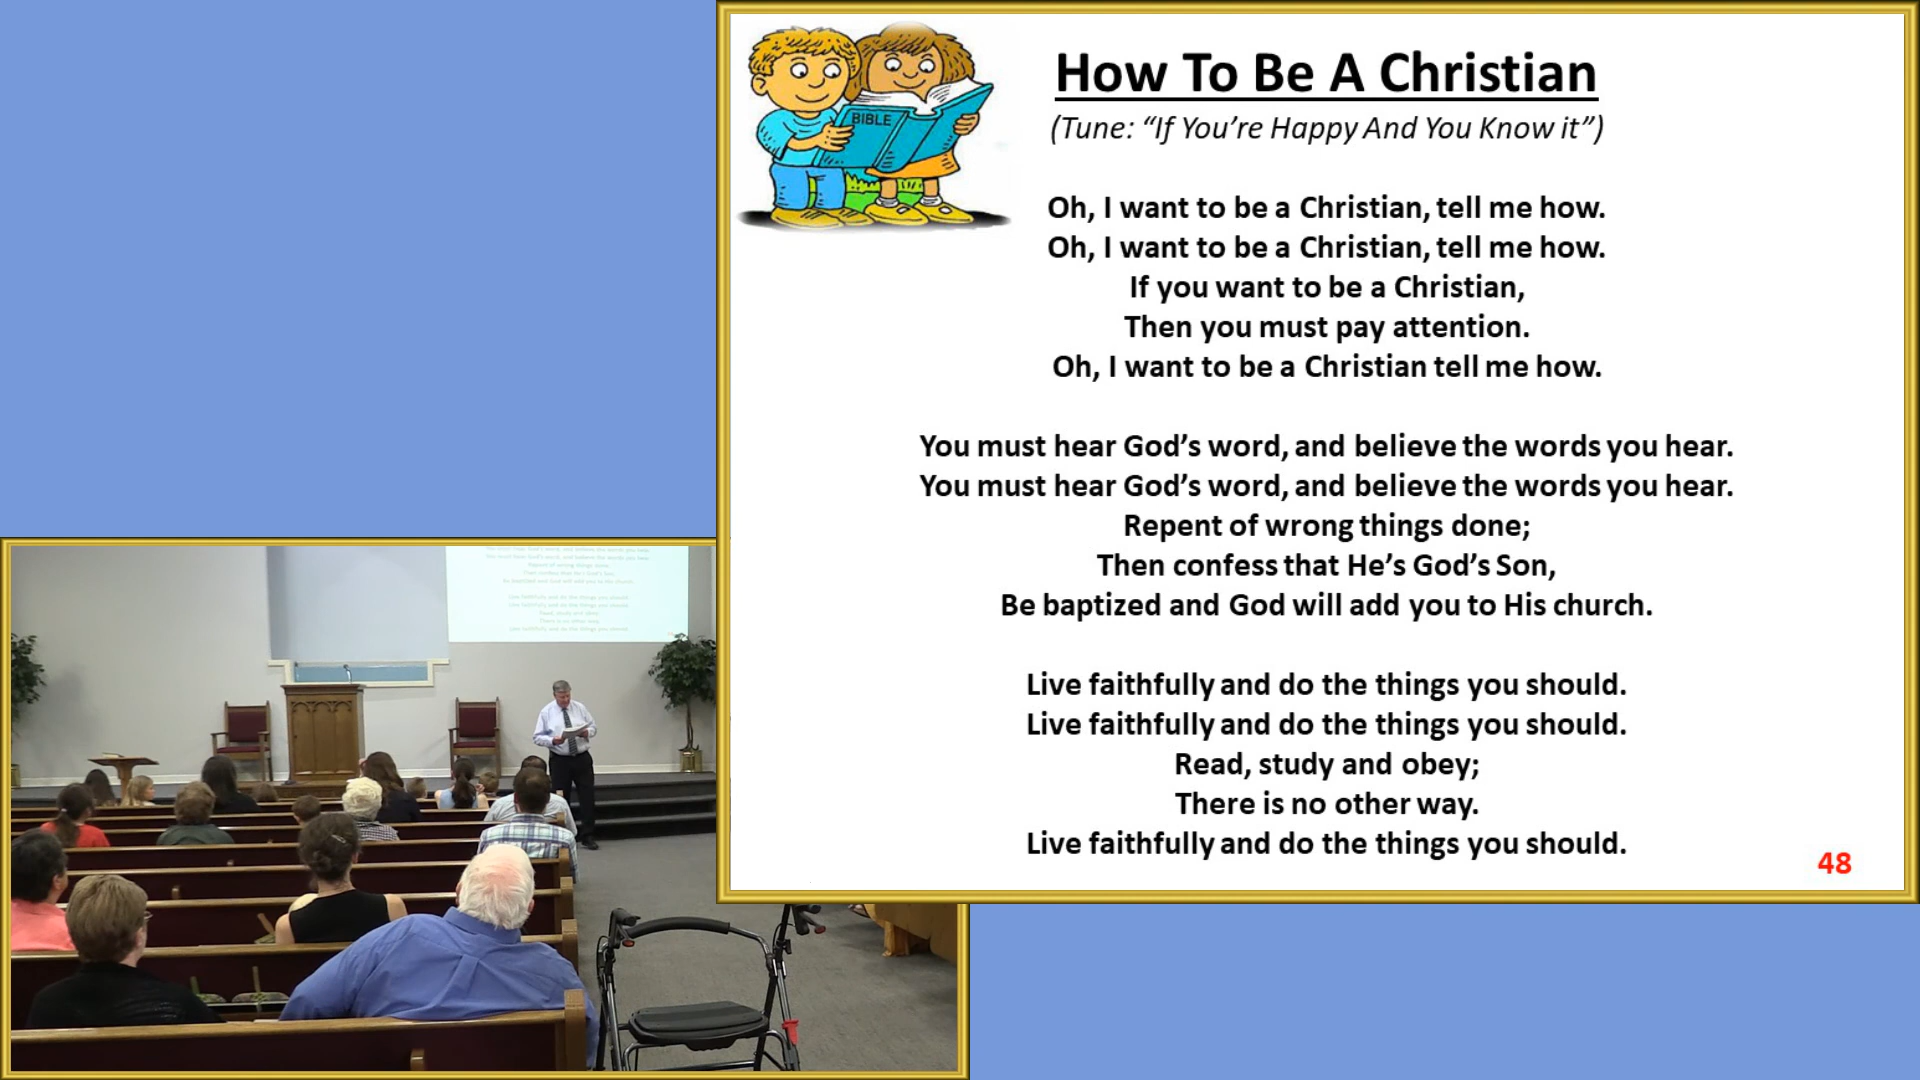 BIBLE
How To Be A Christian
(Tune: “If You’re Happy And You Know it”)
Oh, I want to be a Christian, tell me how.
Oh, I want to be a Christian, tell me how.
If you want to be a Christian,
Then you must pay attention.
Oh, I want to be a Christian tell me how.
You must hear God’s word, and believe the words you hear.
You must hear God’s word, and believe the words you hear.
Repent of wrong things done;
Then confess that He’s God’s Son,
Be baptized and God will add you to His church.
Live faithfully and do the things you should.
Live faithfully and do the things you should.
Read, study and obey;
There is no other way.
Live faithfully and do the things you should.
48